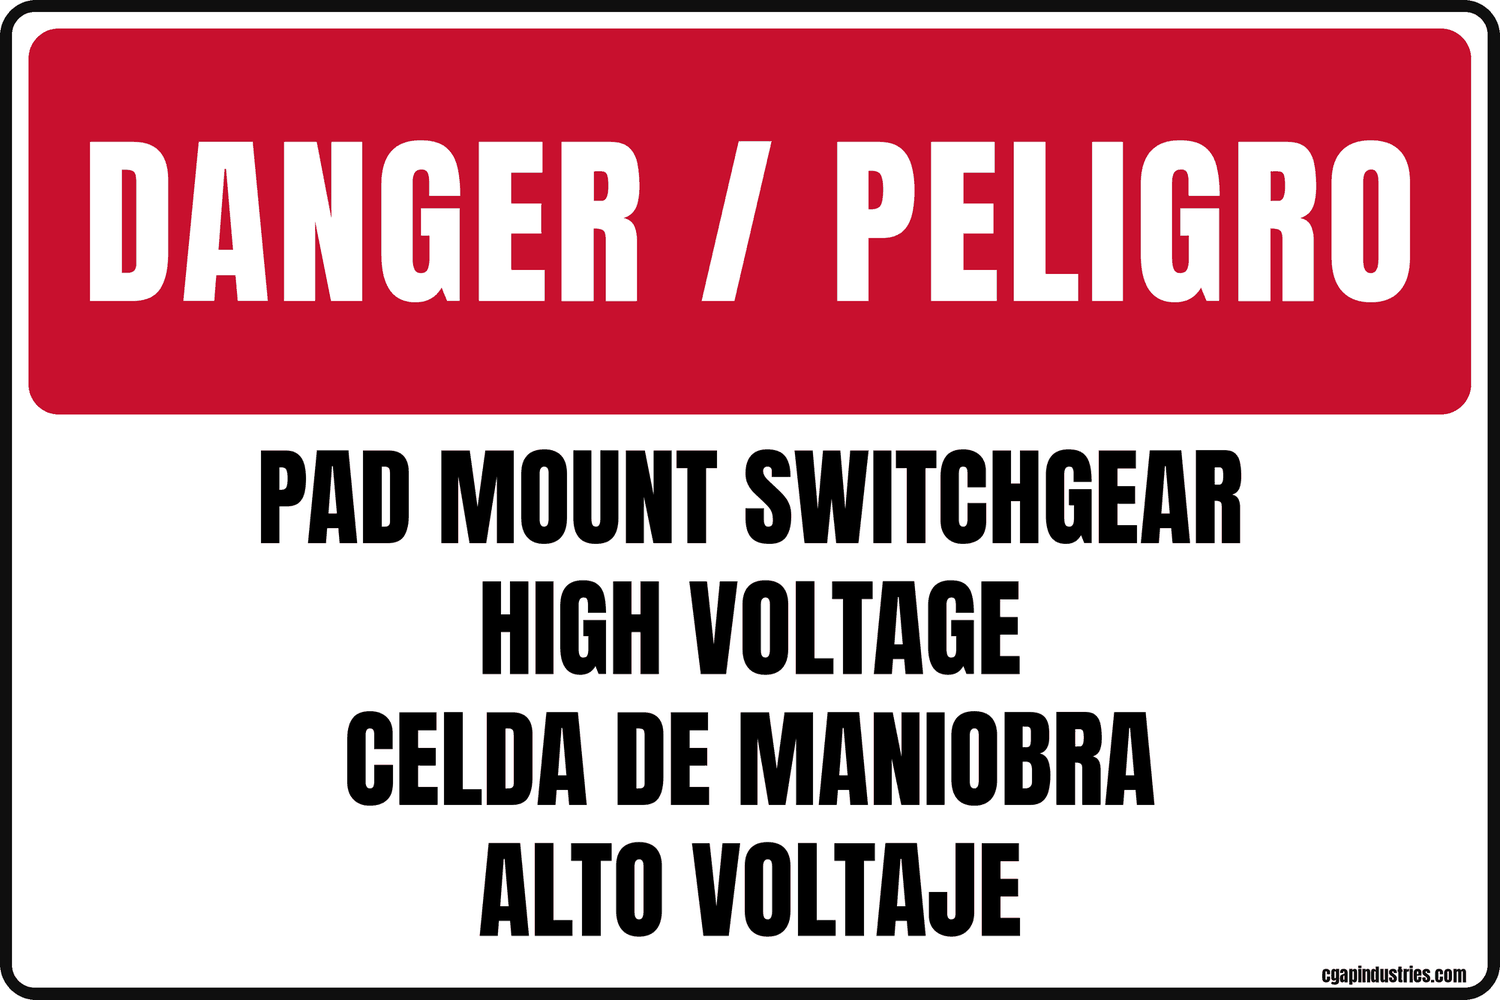 DANGER / PELIGRO
PAD MOUNT SWITCHGEAR
HIGH VOLTAGE
CELDA DE MANIOBRA
ALTO VOLTAJE
cgapindustries.com